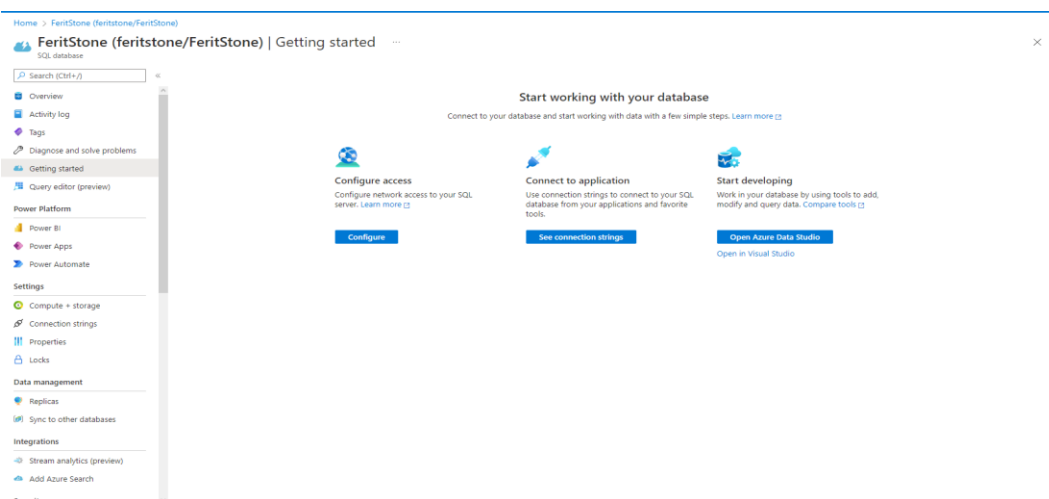 Home > FeritStone (feritstone/FeritStone)
FeritStone (feritstone/FeritStone) | Getting started ...
SQL database
Search (Ctrl+/)
«
Overview
Activity log
Tags
Diagnose and solve problems
Getting started
Query editor (preview)
Power Platform
Power BI
Power Apps
Power Automate
Settings
Compute + storage
Connection strings
Properties
Locks
Data management
Replicas
Sync to other databases
Integrations
Stream analytics (preview)
Add Azure Search
Start working with your database
Connect to your database and start working with data with a few simple steps. Learn more
Configure access
Configure network access to your SQL
server. Learn more
Configure
Connect to application
Use connection strings to connect to your SQL
database from your applications and favorite
tools.
See connection strings
Start developing
Work in your database by using tools to add,
modify and query data. Compare tools
Open Azure Data Studio
Open in Visual Studio